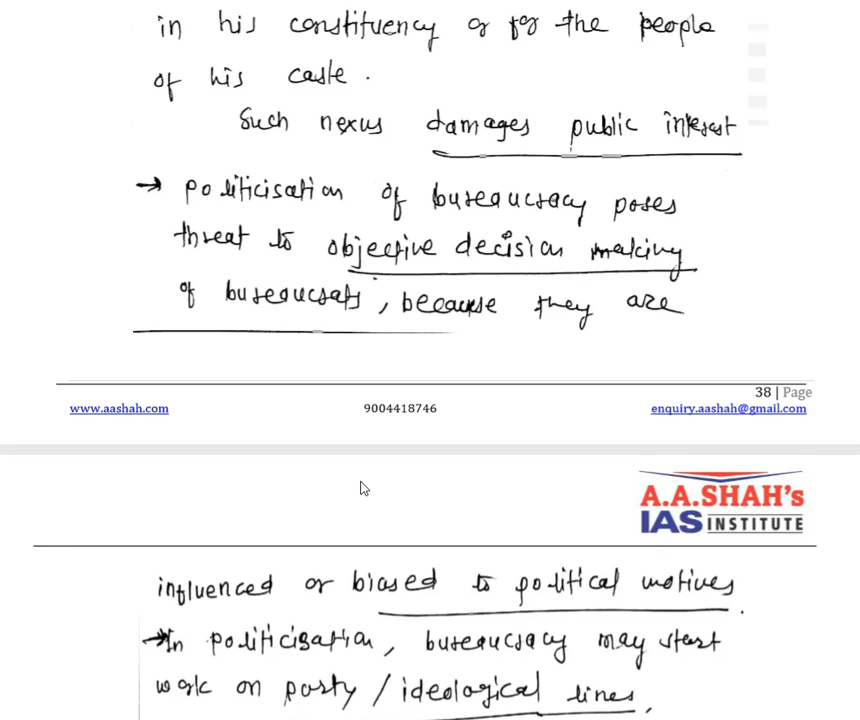 in his constituency or for the people
of his caste.
Such nexus damages public interest
→ politicisation of bureaucracy poses
threat to objective decision making
of bureaucrats, because they are
38 | Page
www.aashah.com 9004418746 enquiry.aashah@gmail.com
A.A.SHAH's
IAS INSTITUTE
influenced or biased to political motives.
→ In politicisation, bureaucracy may start
work on party / ideological lines,